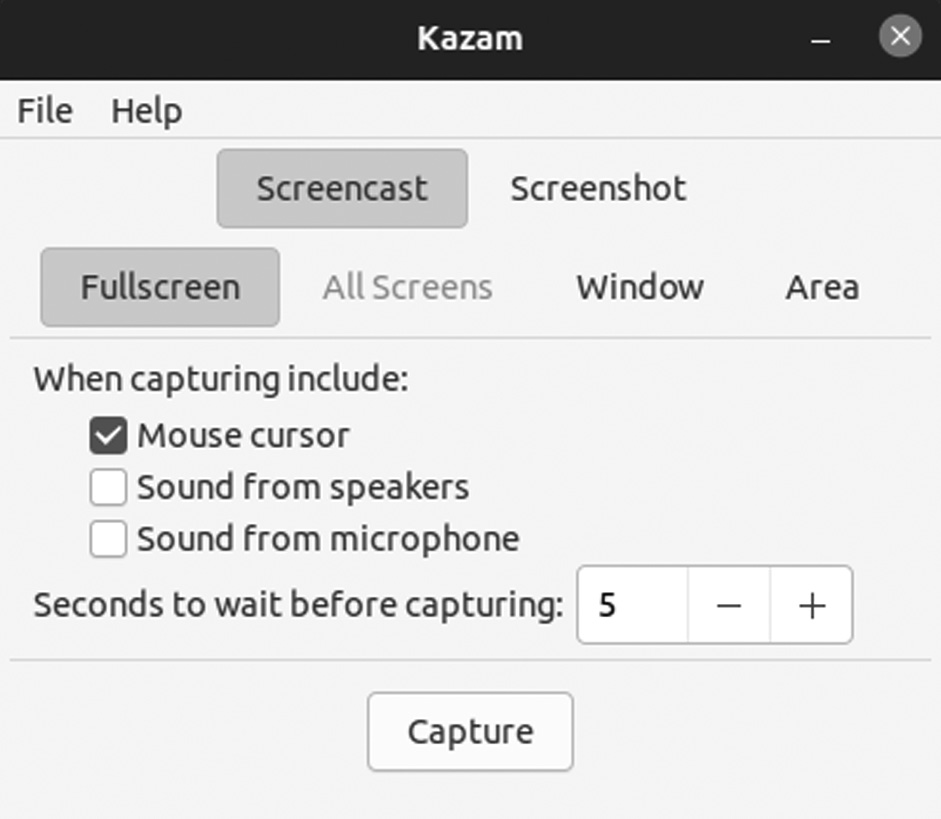 Kazam
File Help
Screencast Screenshot
Fullscreen All Screens Window Area
When capturing include:
Mouse cursor
Sound from speakers
Sound from microphone
Seconds to wait before capturing: 5 − +
Capture